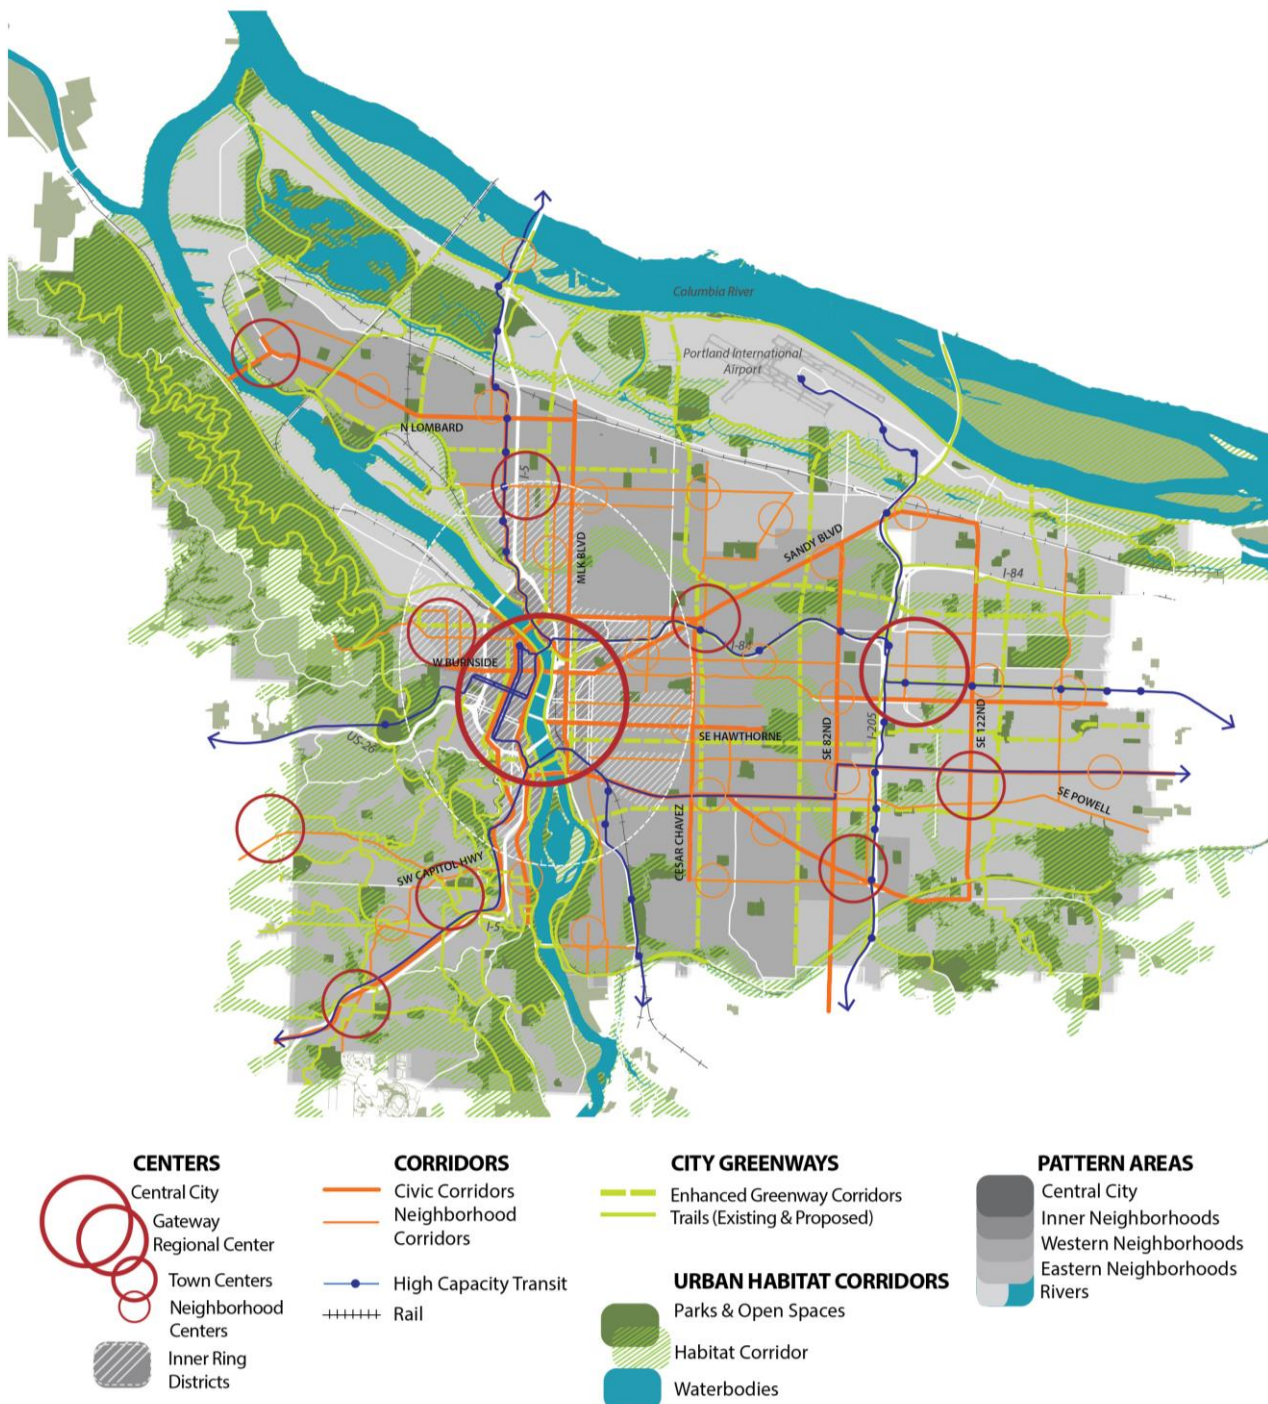 Columbia River
Portland International
Airport
N LOMBARD
I-5
MLK BLVD
SANDY BLVD
I-84
I-84
W BURNSIDE
US-26
SE HAWTHORNE
SE 82ND
I-205
SE 122ND
SE POWELL
CESAR CHAVEZ
SW CAPITOL HWY
I-5
CENTERS
Central City
Gateway
Regional Center
Town Centers
Neighborhood
Centers
Inner Ring
Districts
CORRIDORS
Civic Corridors
Neighborhood
Corridors
High Capacity Transit
Rail
CITY GREENWAYS
Enhanced Greenway Corridors
Trails (Existing & Proposed)
URBAN HABITAT CORRIDORS
Parks & Open Spaces
Habitat Corridor
Waterbodies
PATTERN AREAS
Central City
Inner Neighborhoods
Western Neighborhoods
Eastern Neighborhoods
Rivers